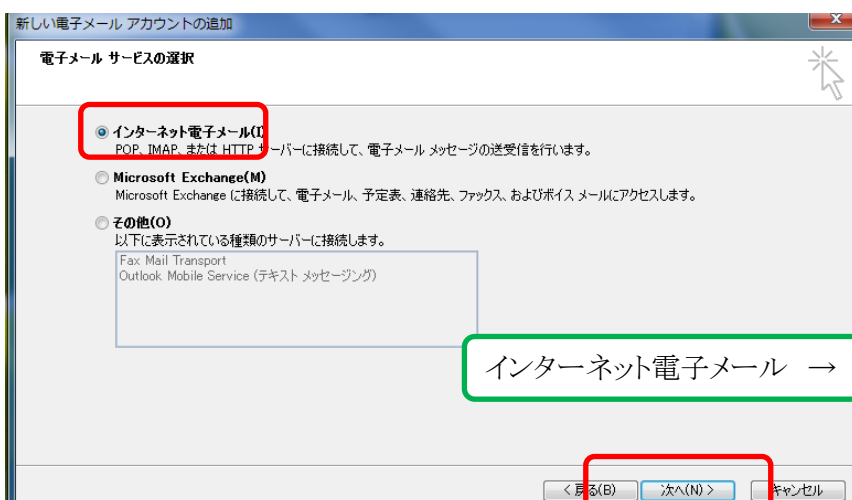 新しい電子メール アカウントの追加
電子メール サービスの選択
インターネット電子メール(I)
POP、IMAP、または HTTP サーバーに接続して、電子メール メッセージの送受信を行います。
Microsoft Exchange(M)
Microsoft Exchange に接続して、電子メール、予定表、連絡先、ファックス、およびボイス メールにアクセスします。
その他(O)
以下に表示されている種類のサーバーに接続します。
Fax Mail Transport
Outlook Mobile Service (テキスト メッセージング)
インターネット電子メール →
< 戻る(B) 次へ(N) > キャンセル